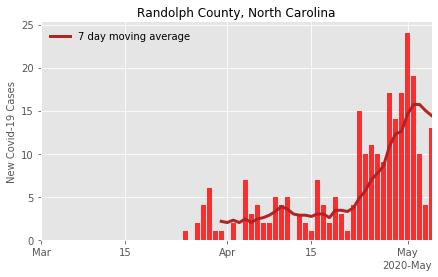 Randolph County, North Carolina
7 day moving average
New Covid-19 Cases
25
20
15
10
5
0
Mar 15 Apr 15 May
2020-May